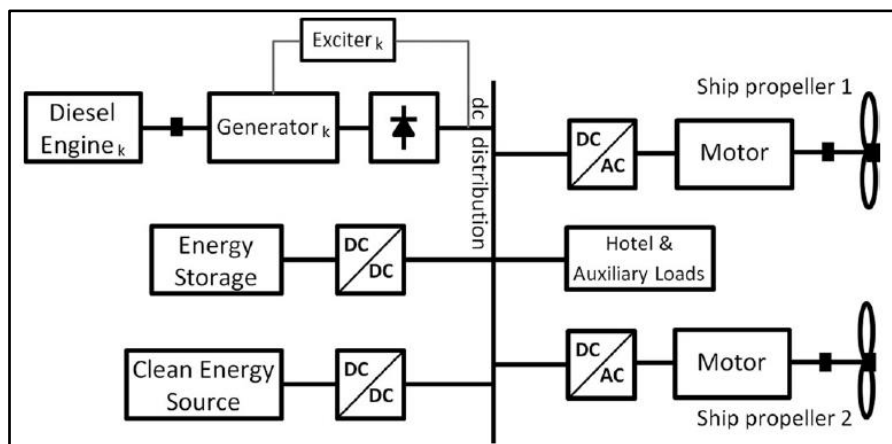 Exciter k
Ship propeller 1
Diesel
Engine k
Generator k
dc distribution
DC
AC
Motor
Energy
Storage
DC
DC
Hotel &
Auxiliary Loads
Clean Energy
Source
DC
DC
DC
AC
Motor
Ship propeller 2